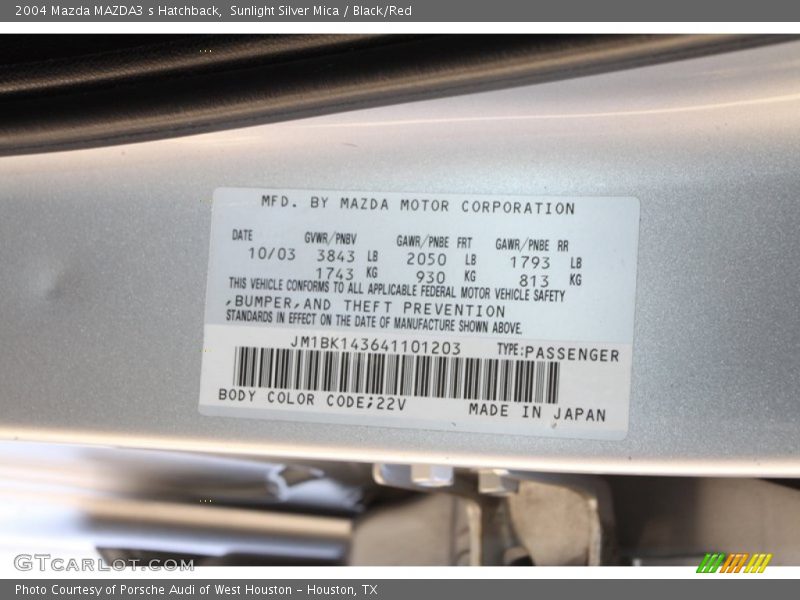 2004 Mazda MAZDA3 s Hatchback, Sunlight Silver Mica / Black/Red
MFD. BY MAZDA MOTOR CORPORATION
DATE GVWR/PNBV GAWR/PNBE FRT GAWR/PNBE RR
10/03 3843 LB 2050 LB 1793 LB
1743 KG 930 KG 813 KG
THIS VEHICLE CONFORMS TO ALL APPLICABLE FEDERAL MOTOR VEHICLE SAFETY
,BUMPER,AND THEFT PREVENTION
STANDARDS IN EFFECT ON THE DATE OF MANUFACTURE SHOWN ABOVE.
JM1BK143641101203 TYPE:PASSENGER
BODY COLOR CODE;22V MADE IN JAPAN
GTCarLot.com
Photo Courtesy of Porsche Audi of West Houston - Houston, TX